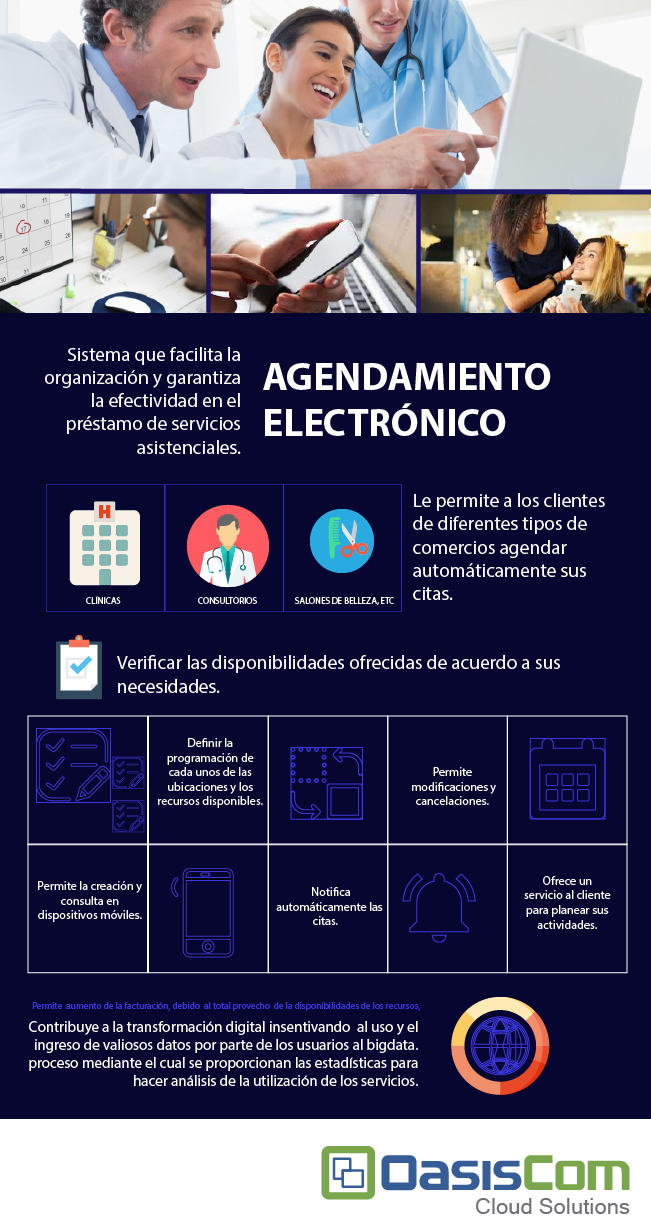 17
Sistema que facilita la
organización y garantiza
la efectividad en el
préstamo de servicios
asistenciales.
AGENDAMIENTO
ELECTRÓNICO
H
CLÍNICAS
CONSULTORIOS
SALONES DE BELLEZA, ETC
Le permite a los clientes
de diferentes tipos de
comercios agendar
automáticamente sus
citas.
Verificar las disponibilidades ofrecidas de acuerdo a sus
necesidades.
Definir la
programación de
cada unos de las
ubicaciones y los
recursos disponibles.
Permite
modificaciones y
cancelaciones.
Permite la creación y
consulta en
dispositivos móviles.
Notifica
automáticamente las
citas.
Ofrece un
servicio al cliente
para planear sus
actividades.
Permite aumento de la facturación, debido al total provecho de la disponibilidades de los recursos,
Contribuye a la transformación digital insentivando al uso y el
ingreso de valiosos datos por parte de los usuarios al bigdata.
proceso mediante el cual se proporcionan las estadísticas para
hacer análisis de la utilización de los servicios.
OasisCom
Cloud Solutions